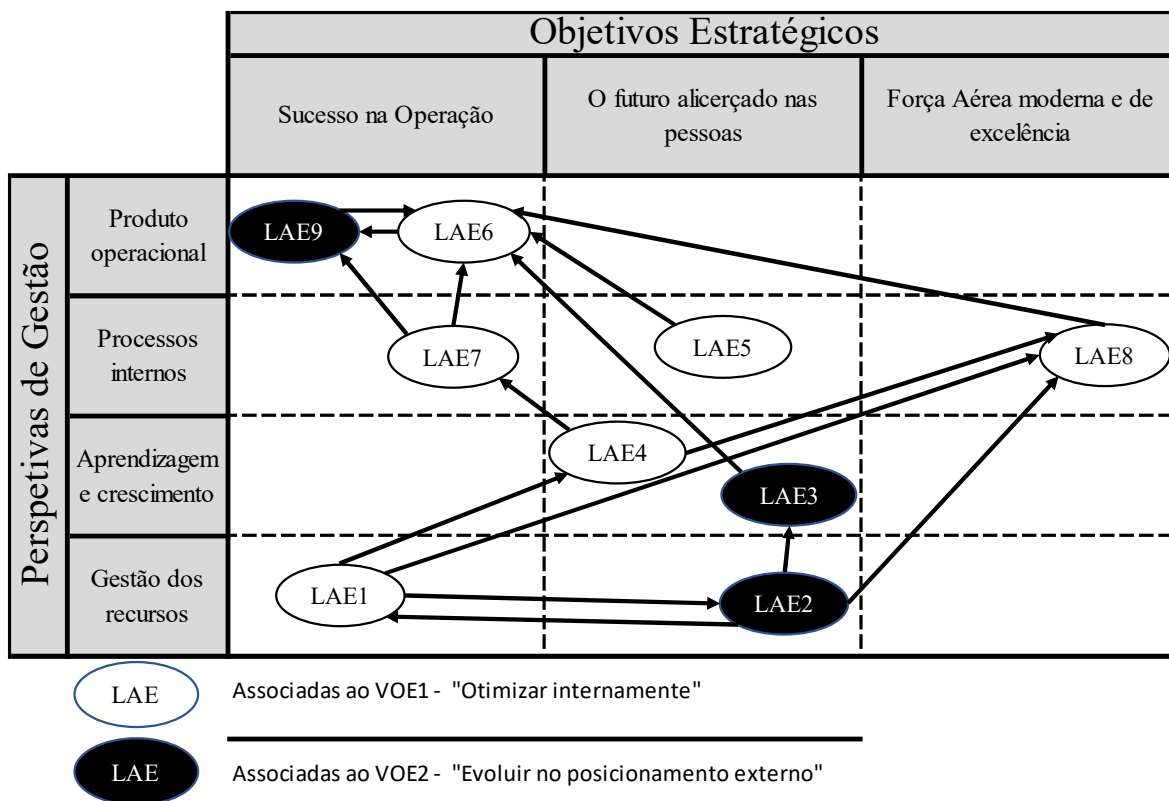 Objetivos Estratégicos
Sucesso na Operação
O futuro alicerçado nas
pessoas
Força Aérea moderna e de
excelência
Perspetivas de Gestão
Produto
operacional
LAE9
LAE6
Processos
internos
LAE7
LAE5
LAE8
Aprendizagem
e crescimento
LAE4
LAE3
Gestão dos
recursos
LAE1
LAE2
LAE
Associadas ao VOE1 - "Otimizar internamente"
LAE
Associadas ao VOE2 - "Evoluir no posicionamento externo"